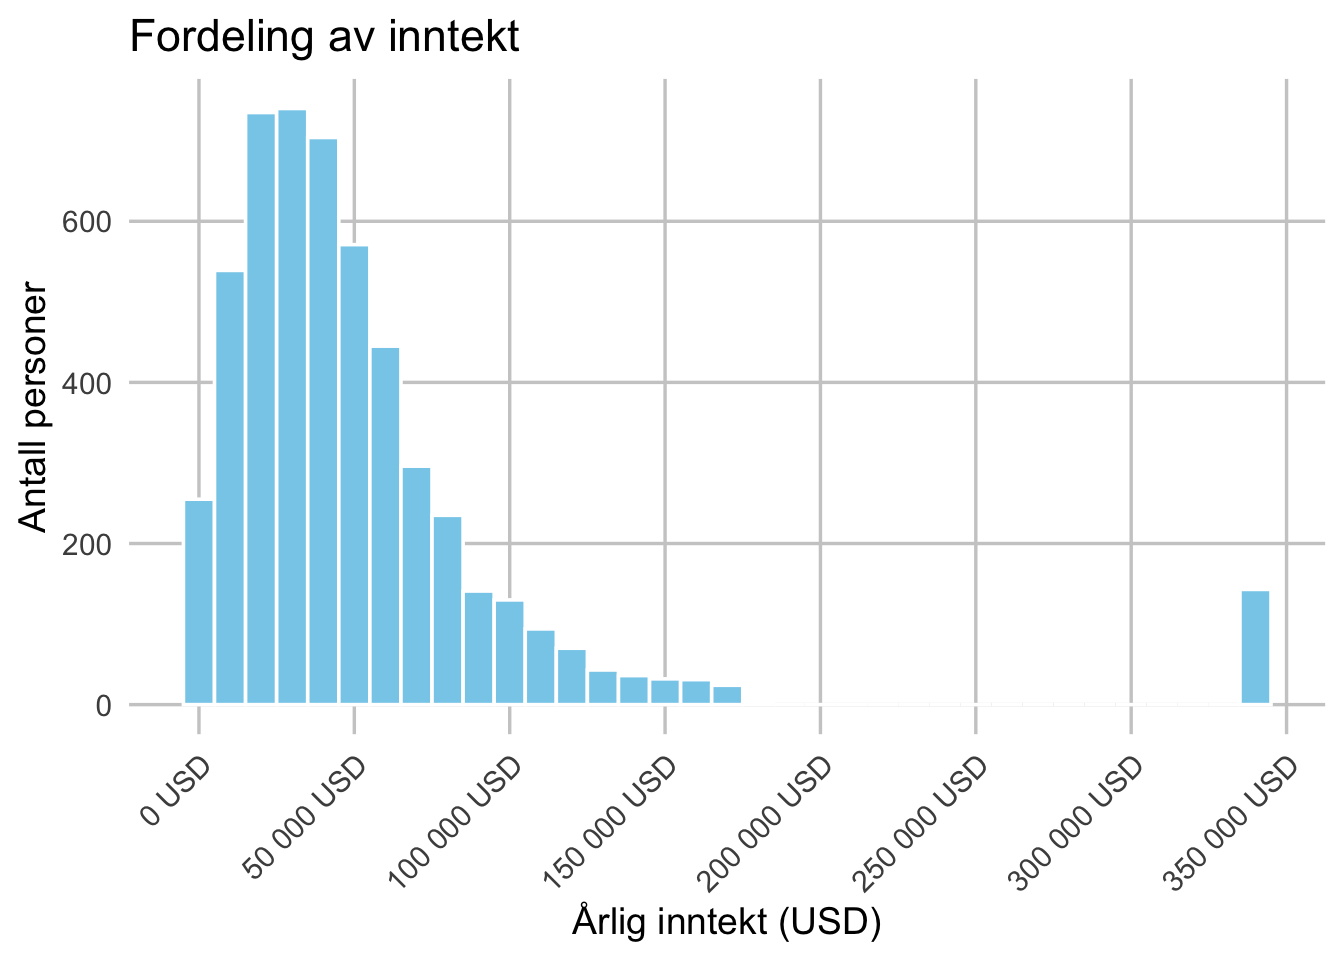 Fordeling av inntekt
Antall personer
600
400
200
0
0 USD
50 000 USD
100 000 USD
150 000 USD
200 000 USD
250 000 USD
300 000 USD
350 000 USD
Årlig inntekt (USD)